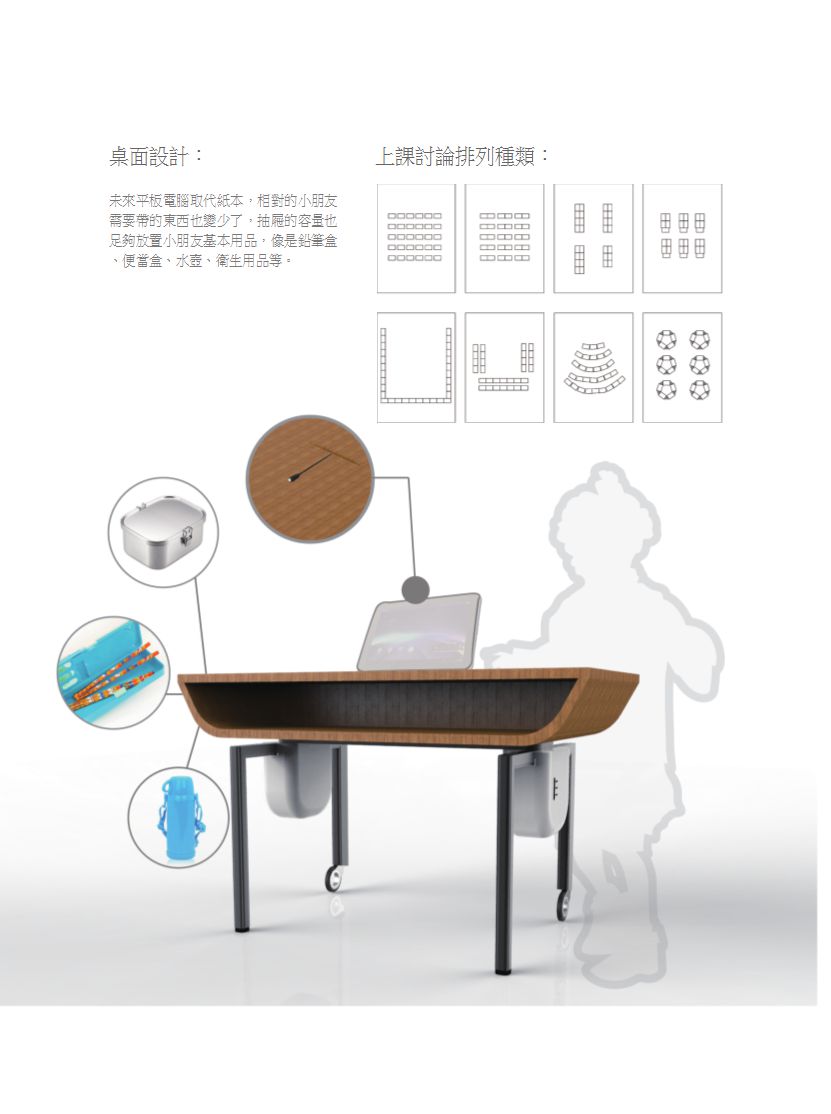 桌面設計：
未來平板電腦取代紙本，相對的小朋友
需要帶的東西也變少了，抽屜的容量也
足夠放置小朋友基本用品，像是鉛筆盒
、便當盒、水壺、衛生用品等。
上課討論排列種類：